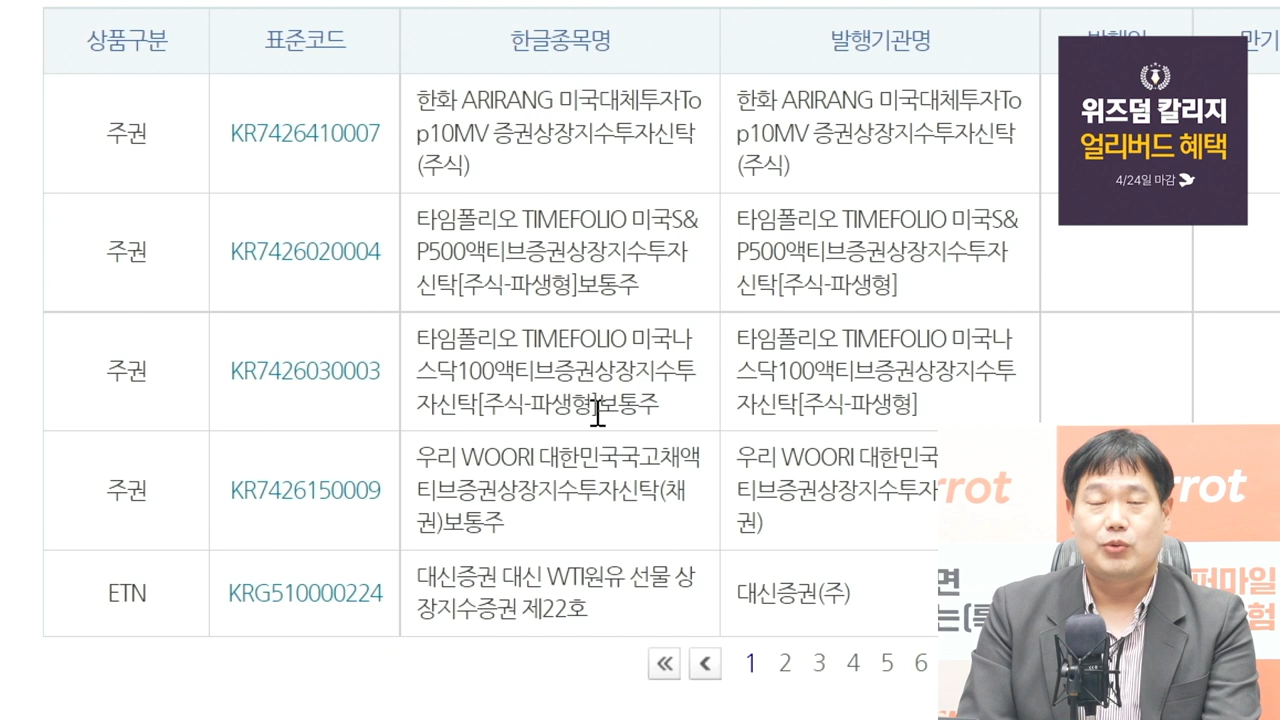 상품구분 표준코드 한글종목명 발행기관명 발행일 만기
위즈덤 칼리지
얼리버드 혜택
4/24일 마감
주권 KR7426410007
한화 ARIRANG 미국대체투자To
p10MV 증권상장지수투자신탁
(주식)
한화 ARIRANG 미국대체투자To
p10MV 증권상장지수투자신탁
(주식)
주권 KR7426020004
타임폴리오 TIMEFOLIO 미국S&
P500액티브증권상장지수투자
신탁[주식-파생형]보통주
타임폴리오 TIMEFOLIO 미국S&
P500액티브증권상장지수투자
신탁[주식-파생형]
주권 KR7426030003
타임폴리오 TIMEFOLIO 미국나
스닥100액티브증권상장지수투
자신탁[주식-파생형]보통주
타임폴리오 TIMEFOLIO 미국나
스닥100액티브증권상장지수투
자신탁[주식-파생형]
주권 KR7426150009
우리 WOORI 대한민국국고채액
티브증권상장지수투자신탁(채
권)보통주
우리 WOORI 대한민국
티브증권상장지수투자
권)
ETN KRG510000224
대신증권 대신 WTI원유 선물 상
장지수증권 제22호
대신증권(주)
« ‹ 1 2 3 4 5 6
rrot
rrot
면
퍼마일
는(특
험